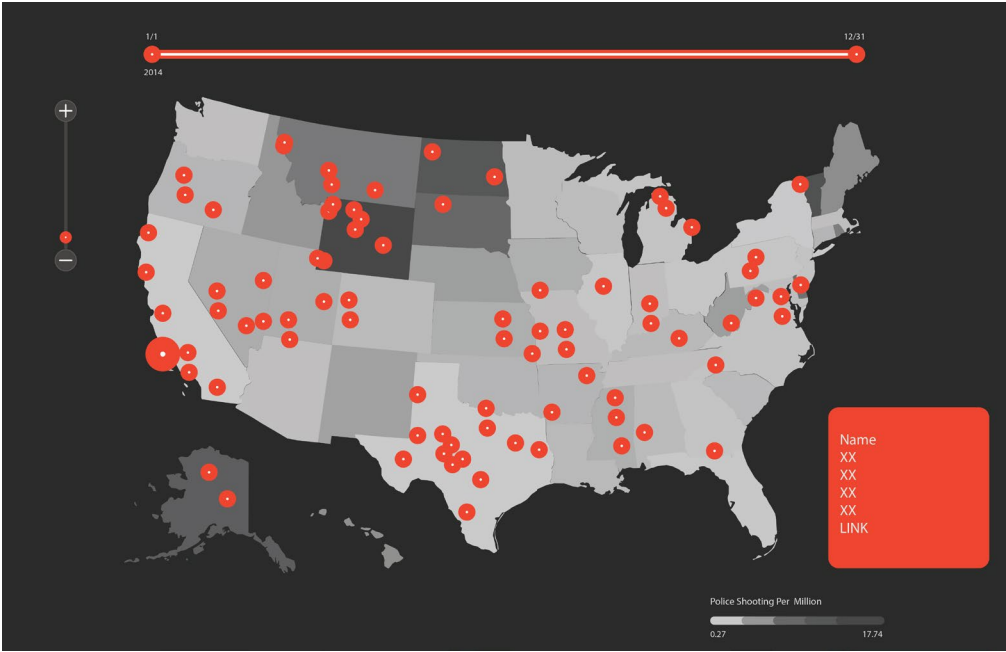 1/1
12/31
2014
+
−
Name
XX
XX
XX
XX
LINK
Police Shooting Per Million
0.27
17.74